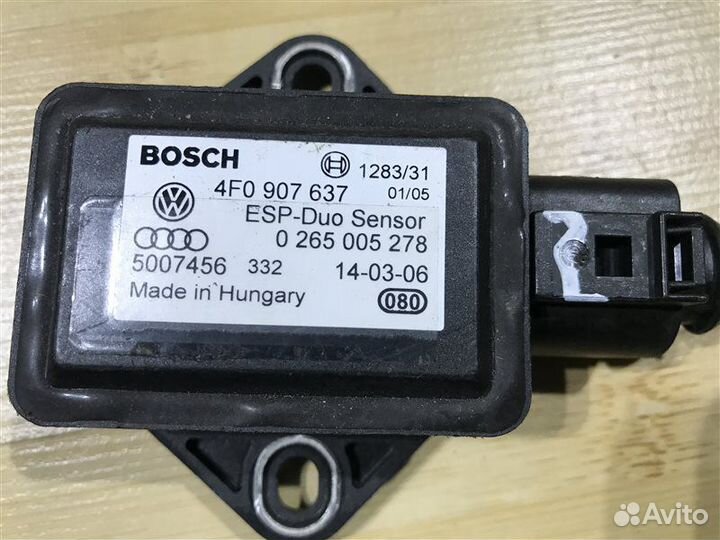 BOSCH 1283/31
4F0 907 637 01/05
ESP-Duo Sensor
0 265 005 278
5007456 332 14-03-06
Made in Hungary 080
Avito